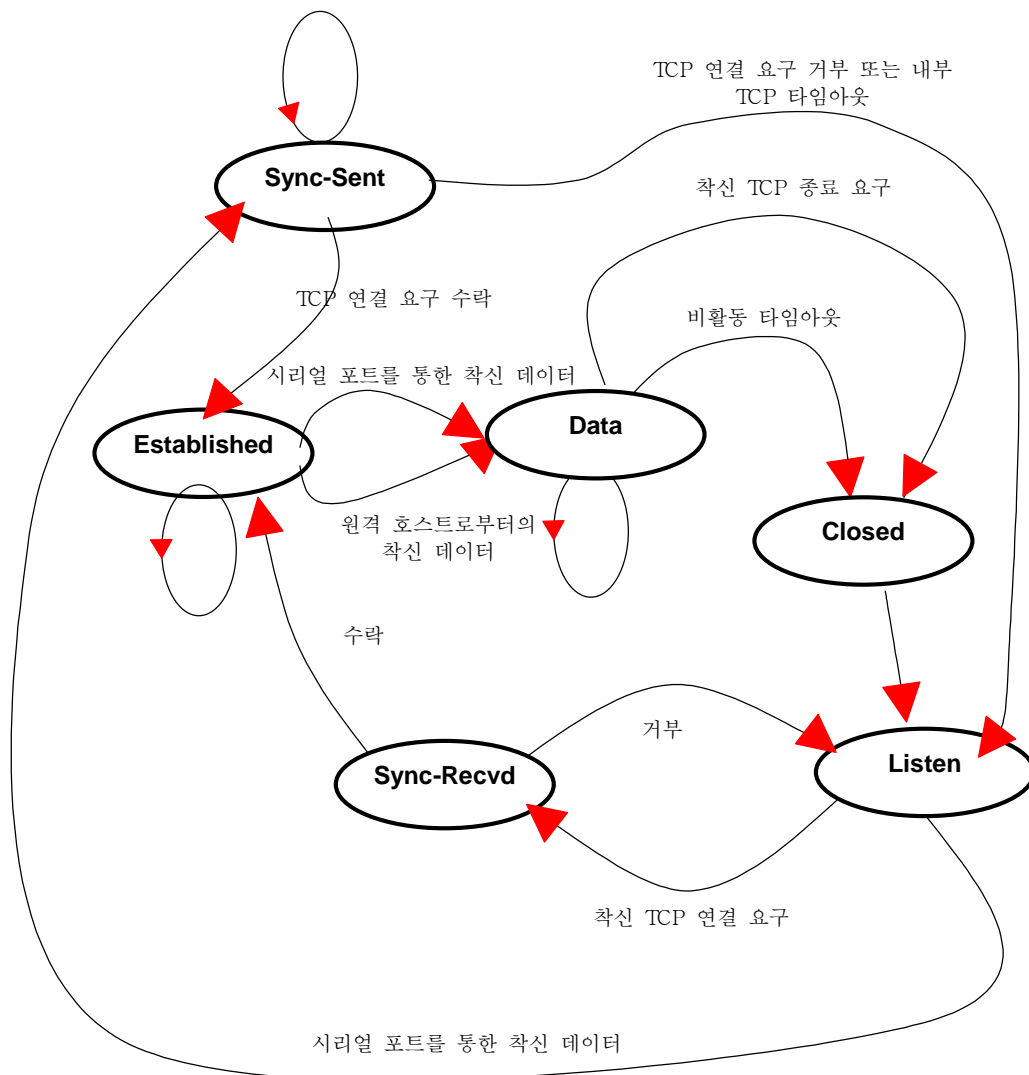 TCP 연결 요구 거부 또는 내부
TCP 타임아웃
Sync-Sent
착신 TCP 종료 요구
TCP 연결 요구 수락
비활동 타임아웃
시리얼 포트를 통한 착신 데이터
Established
Data
원격 호스트로부터의
착신 데이터
Closed
수락
거부
Sync-Recvd
Listen
착신 TCP 연결 요구
시리얼 포트를 통한 착신 데이터